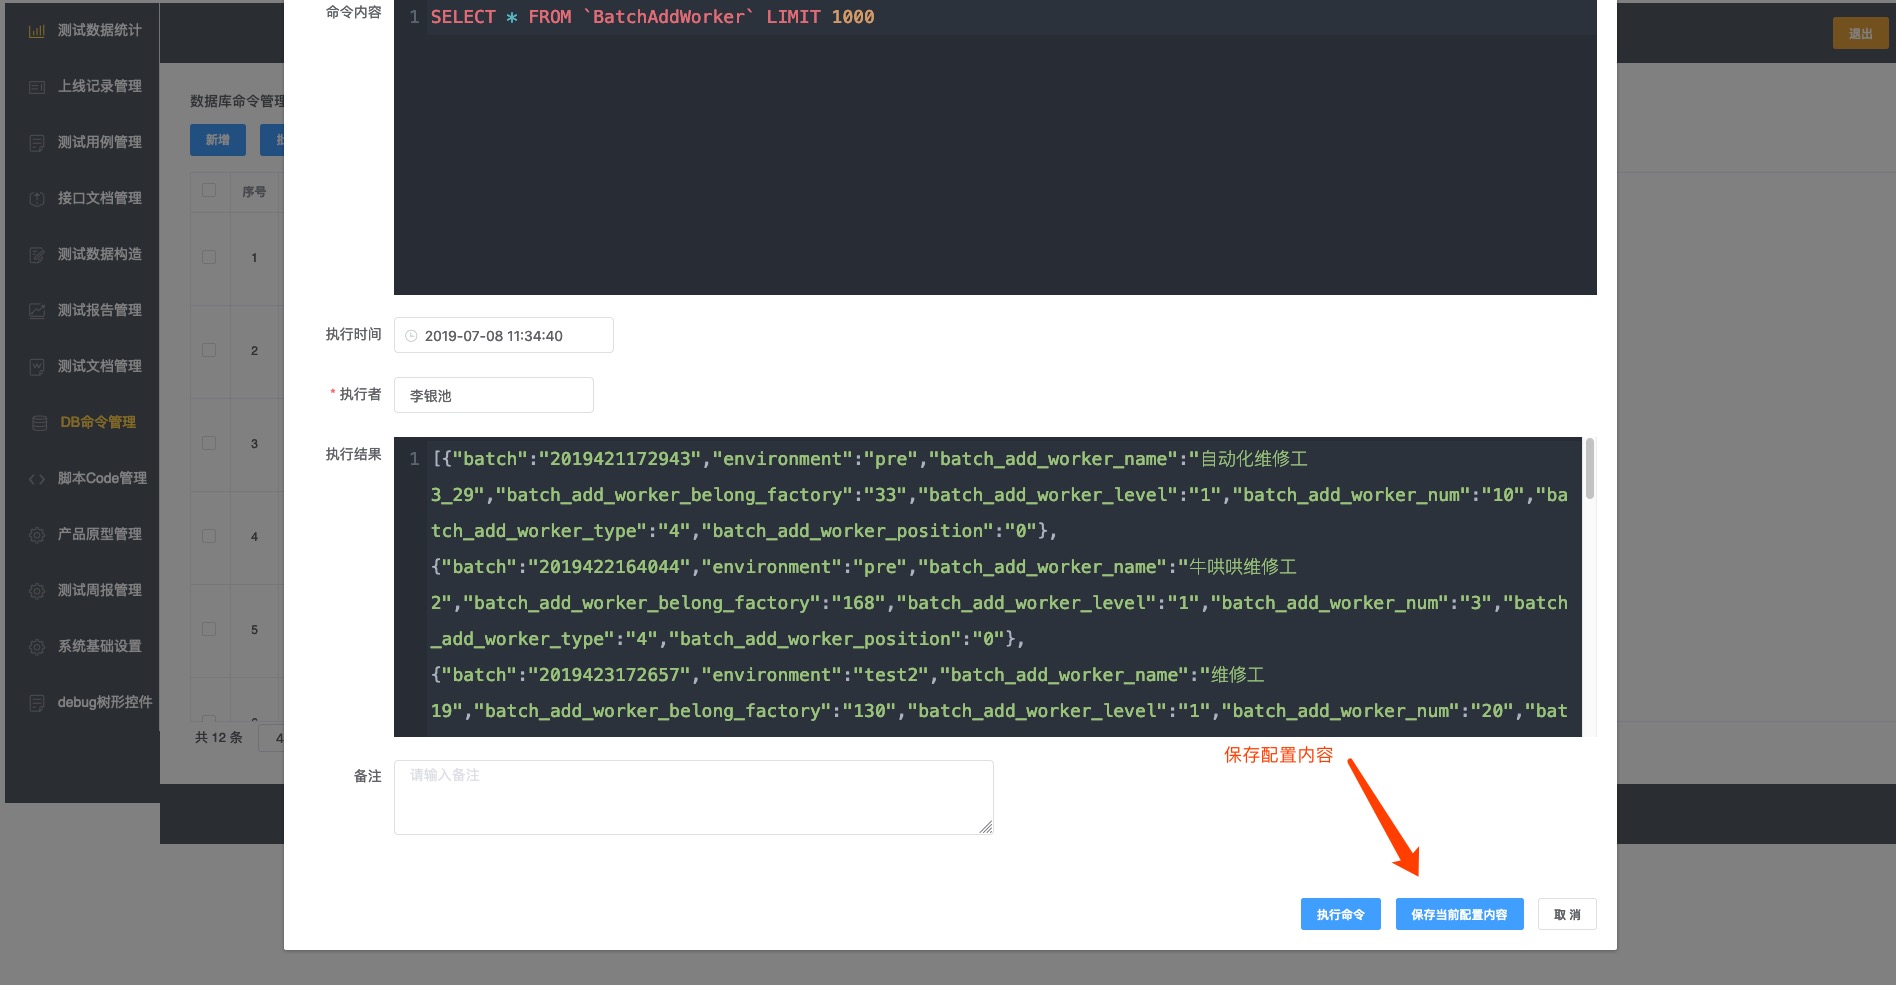 测试数据统计
上线记录管理
测试用例管理
接口文档管理
测试数据构造
测试报告管理
测试文档管理
DB命令管理
脚本Code管理
产品原型管理
测试周报管理
系统基础设置
debug树形控件
退出
数据库命令管理
新增
序号
1
2
3
4
5
共 12 条
4
命令内容
1 SELECT * FROM `BatchAddWorker` LIMIT 1000
执行时间
2019-07-08 11:34:40
* 执行者
李银池
执行结果
1 [{"batch":"2019421172943","environment":"pre","batch_add_worker_name":"自动化维修工
3_29","batch_add_worker_belong_factory":"33","batch_add_worker_level":"1","batch_add_worker_num":"10","ba
tch_add_worker_type":"4","batch_add_worker_position":"0"},
{"batch":"2019422164044","environment":"pre","batch_add_worker_name":"牛哄哄维修工
2","batch_add_worker_belong_factory":"168","batch_add_worker_level":"1","batch_add_worker_num":"3","batch
_add_worker_type":"4","batch_add_worker_position":"0"},
{"batch":"2019423172657","environment":"test2","batch_add_worker_name":"维修工
19","batch_add_worker_belong_factory":"130","batch_add_worker_level":"1","batch_add_worker_num":"20","bat
保存配置内容
备注
请输入备注
执行命令
保存当前配置内容
取 消